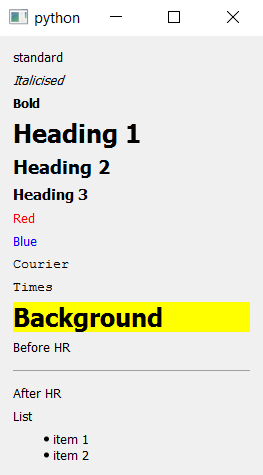 python
standard
Italicised
Bold
Heading 1
Heading 2
Heading 3
Red
Blue
Courier
Times
Background
Before HR
After HR
List
• item 1
• item 2